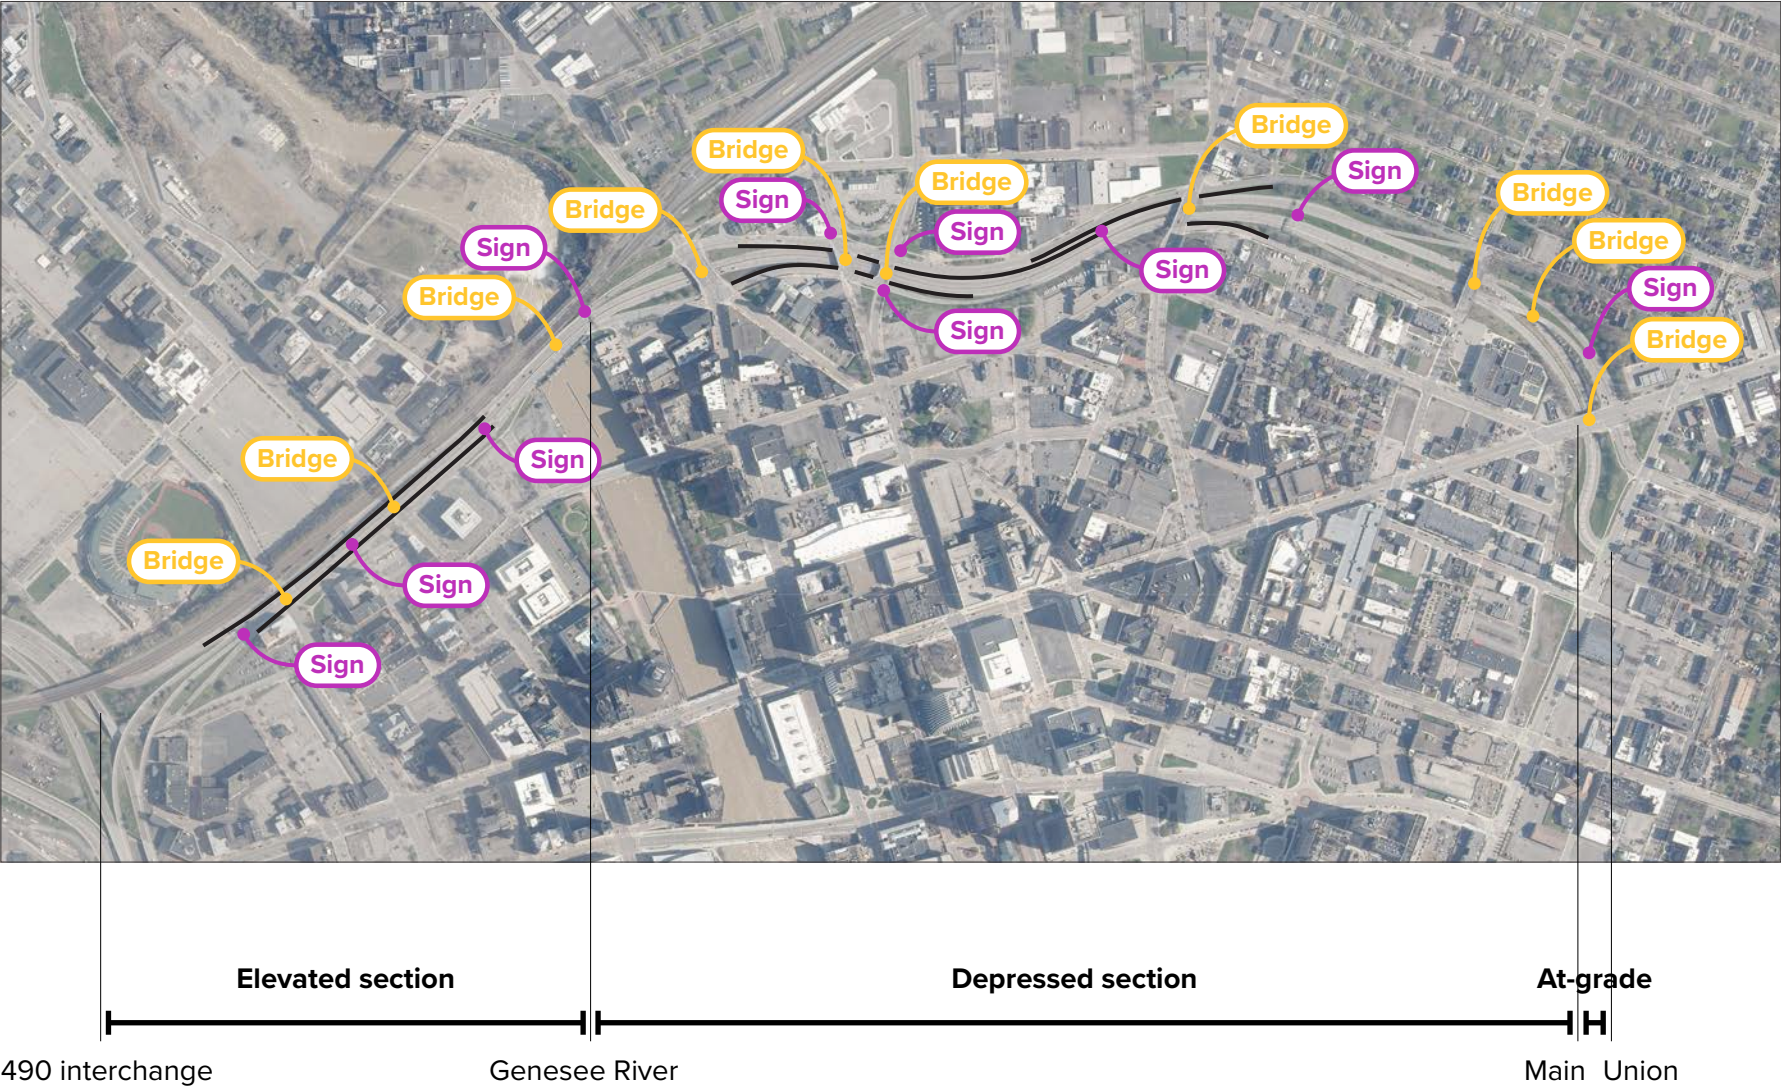 Bridge
Bridge
Sign
Bridge
Bridge
Sign
Bridge
Bridge
Sign
Sign
Bridge
Sign
Sign
Bridge
Sign
Sign
Bridge
Bridge
Sign
Bridge
Sign
Sign
Elevated section
Depressed section
At-grade
490 interchange
Genesee River
Main
Union